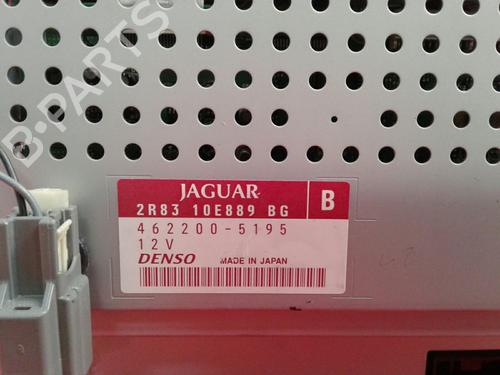 B-PARTS
JAGUAR
2R83 10E889 BG
B
462200-5195
12V
DENSO MADE IN JAPAN